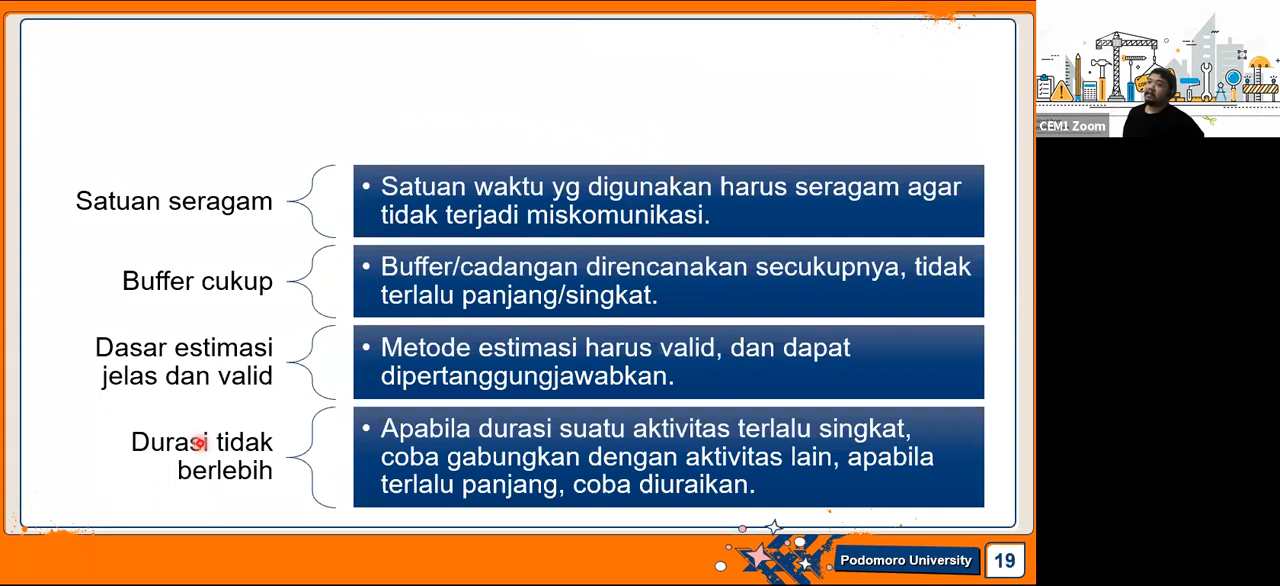 Satuan seragam
• Satuan waktu yg digunakan harus seragam agar
tidak terjadi miskomunikasi.
Buffer cukup
• Buffer/cadangan direncanakan secukupnya, tidak
terlalu panjang/singkat.
Dasar estimasi
jelas dan valid
• Metode estimasi harus valid, dan dapat
dipertanggungjawabkan.
Durasi tidak
berlebih
• Apabila durasi suatu aktivitas terlalu singkat,
coba gabungkan dengan aktivitas lain, apabila
terlalu panjang, coba diuraikan.
Podomoro University
19
CEM1 Zoom